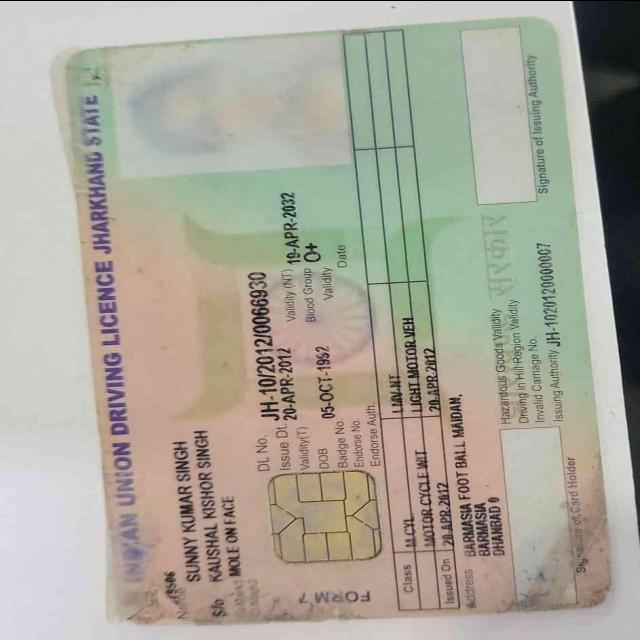 INDIAN UNION DRIVING LICENCE JHARKHAND STATE
Name SUNNY KUMAR SINGH
S/o KAUSHAL KISHOR SINGH
MOLE ON FACE
DL No. JH-10/2012/0066930
Issue Dt. 20-APR-2012 Validity (NT) 19-APR-2032
Validity(T) Blood Group O+
DOB 05-OCT-1992 Validity
Badge No. Date
Endorse No.
Endorse Auth.
FORM 7
Class M.CYL. LMV-NT
MOTOR CYCLE WIT LIGHT MOTOR VEH
Issued On 20-APR-2012 20-APR-2012
Address BARMASIA FOOT BALL MAIDAN,
BARMASIA
DHANBAD 0
Hazardous Goods Validity
Driving in Hill Region Validity
Invalid Carriage No.
Issuing Authority JH-1020120000007
सरकार
Signature of Card Holder
Signature of Issuing Authority